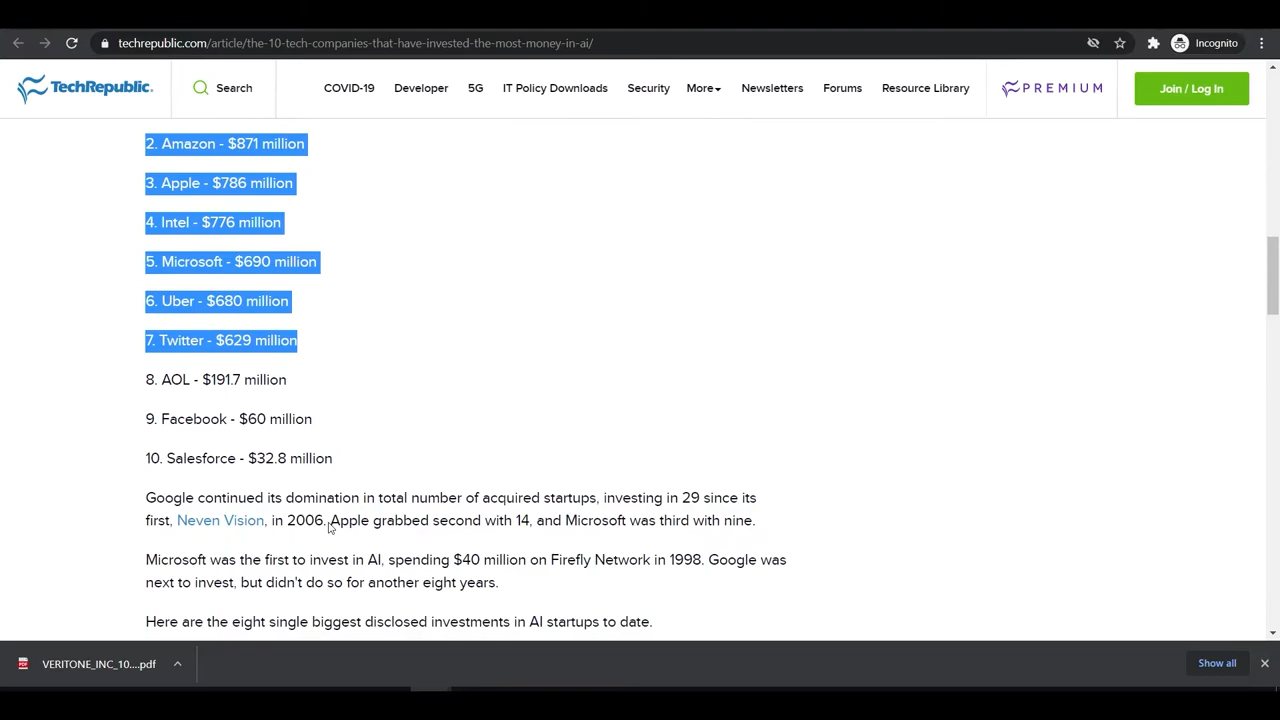 techrepublic.com/article/the-10-tech-companies-that-have-invested-the-most-money-in-ai/
Incognito
TechRepublic.
Search
COVID-19
Developer
5G
IT Policy Downloads
Security
More
Newsletters
Forums
Resource Library
PREMIUM
Join / Log In
2. Amazon - $871 million
3. Apple - $786 million
4. Intel - $776 million
5. Microsoft - $690 million
6. Uber - $680 million
7. Twitter - $629 million
8. AOL - $191.7 million
9. Facebook - $60 million
10. Salesforce - $32.8 million
Google continued its domination in total number of acquired startups, investing in 29 since its
first, Neven Vision, in 2006. Apple grabbed second with 14, and Microsoft was third with nine.
Microsoft was the first to invest in AI, spending $40 million on Firefly Network in 1998. Google was
next to invest, but didn't do so for another eight years.
Here are the eight single biggest disclosed investments in AI startups to date.
VERITONE_INC_10....pdf
Show all